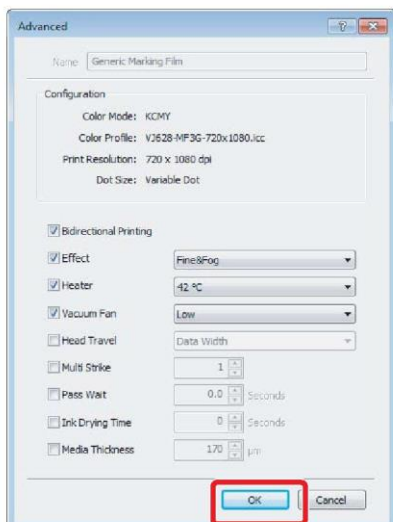 Advanced
Name Generic Marking Film
Configuration
Color Mode: KCMY
Color Profile: VJ628-MF3G-720x1080.icc
Print Resolution: 720 x 1080 dpi
Dot Size: Variable Dot
Bidirectional Printing
Effect Fine&Fog
Heater 42 °C
Vacuum Fan Low
Head Travel Data Width
Multi Strike 1
Pass Wait 0.0 Seconds
Ink Drying Time 0 Seconds
Media Thickness 170 μm
OK Cancel